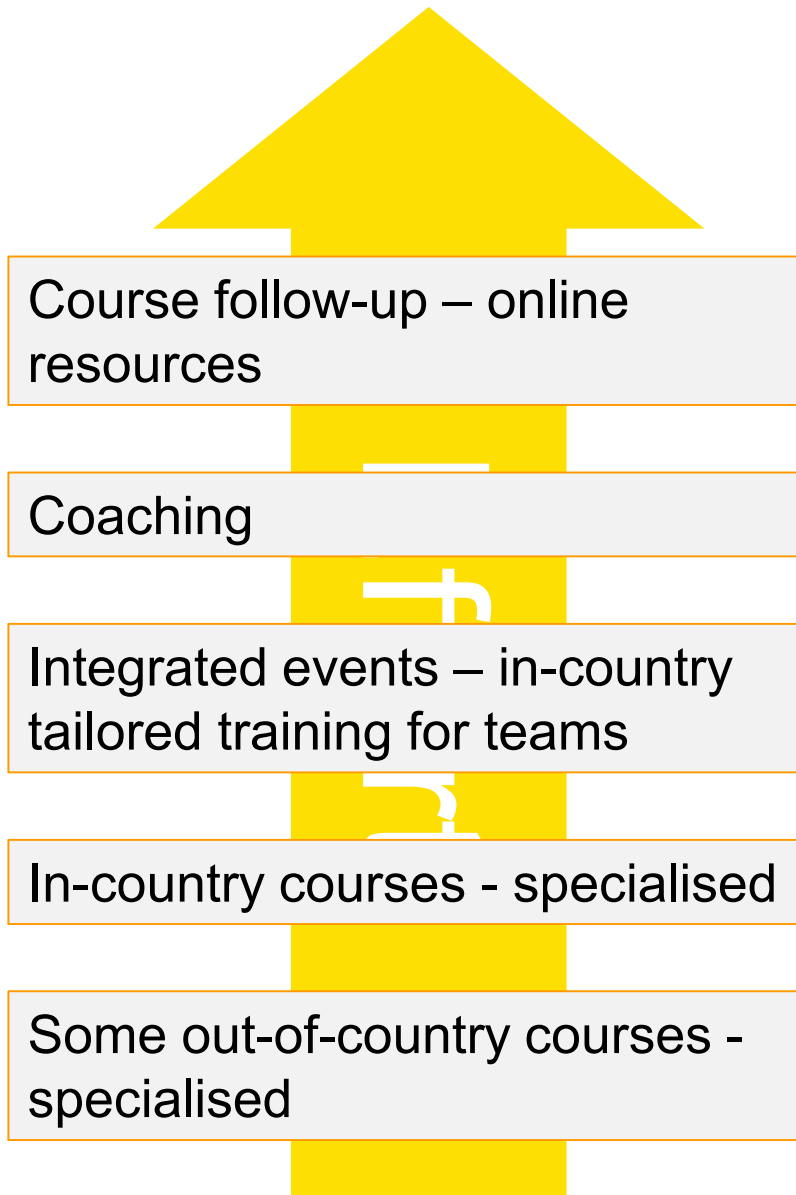 Course follow-up – online
resources
Coaching
Integrated events – in-country
tailored training for teams
In-country courses - specialised
Some out-of-country courses -
specialised